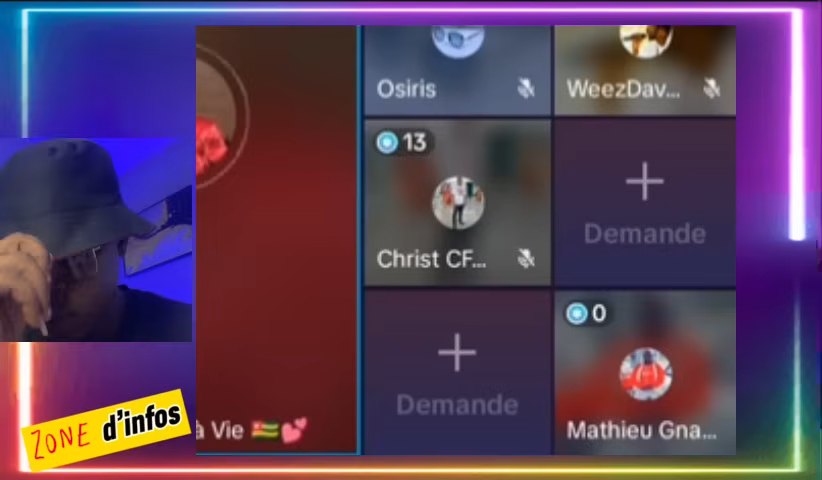 Osiris
WeezDav...
13
Christ CF...
Demande
0
Demande
Mathieu Gna...
à Vie 🇹🇬💕
ZONE d'infos